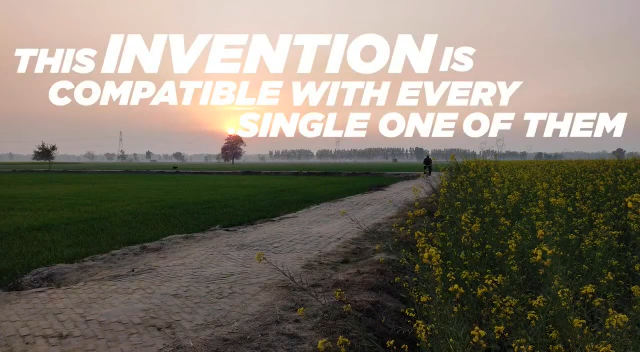 THIS INVENTION IS
COMPATIBLE WITH EVERY
SINGLE ONE OF THEM